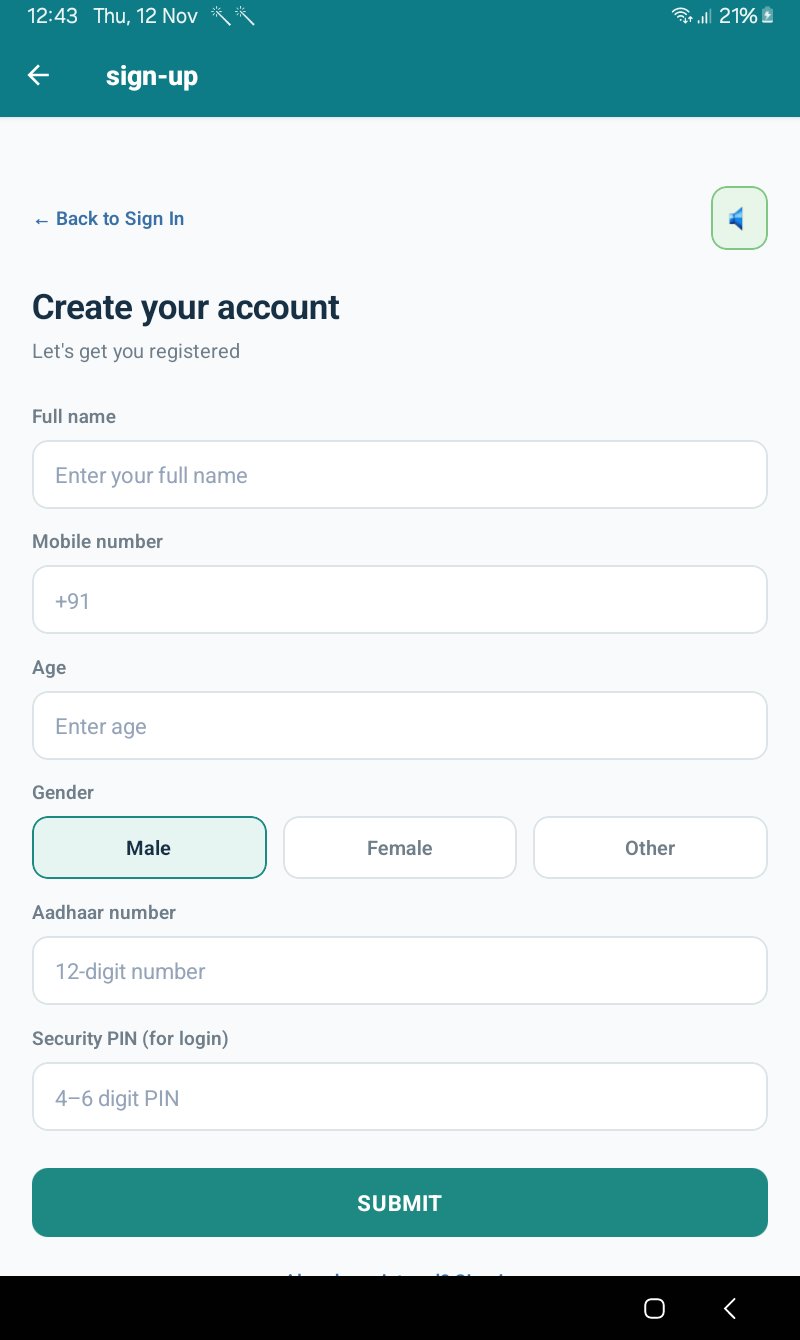 12:43 Thu, 12 Nov 21%
sign-up
← Back to Sign In
Create your account
Let's get you registered
Full name
Enter your full name
Mobile number
+91
Age
Enter age
Gender
Male Female Other
Aadhaar number
12-digit number
Security PIN (for login)
4–6 digit PIN
SUBMIT